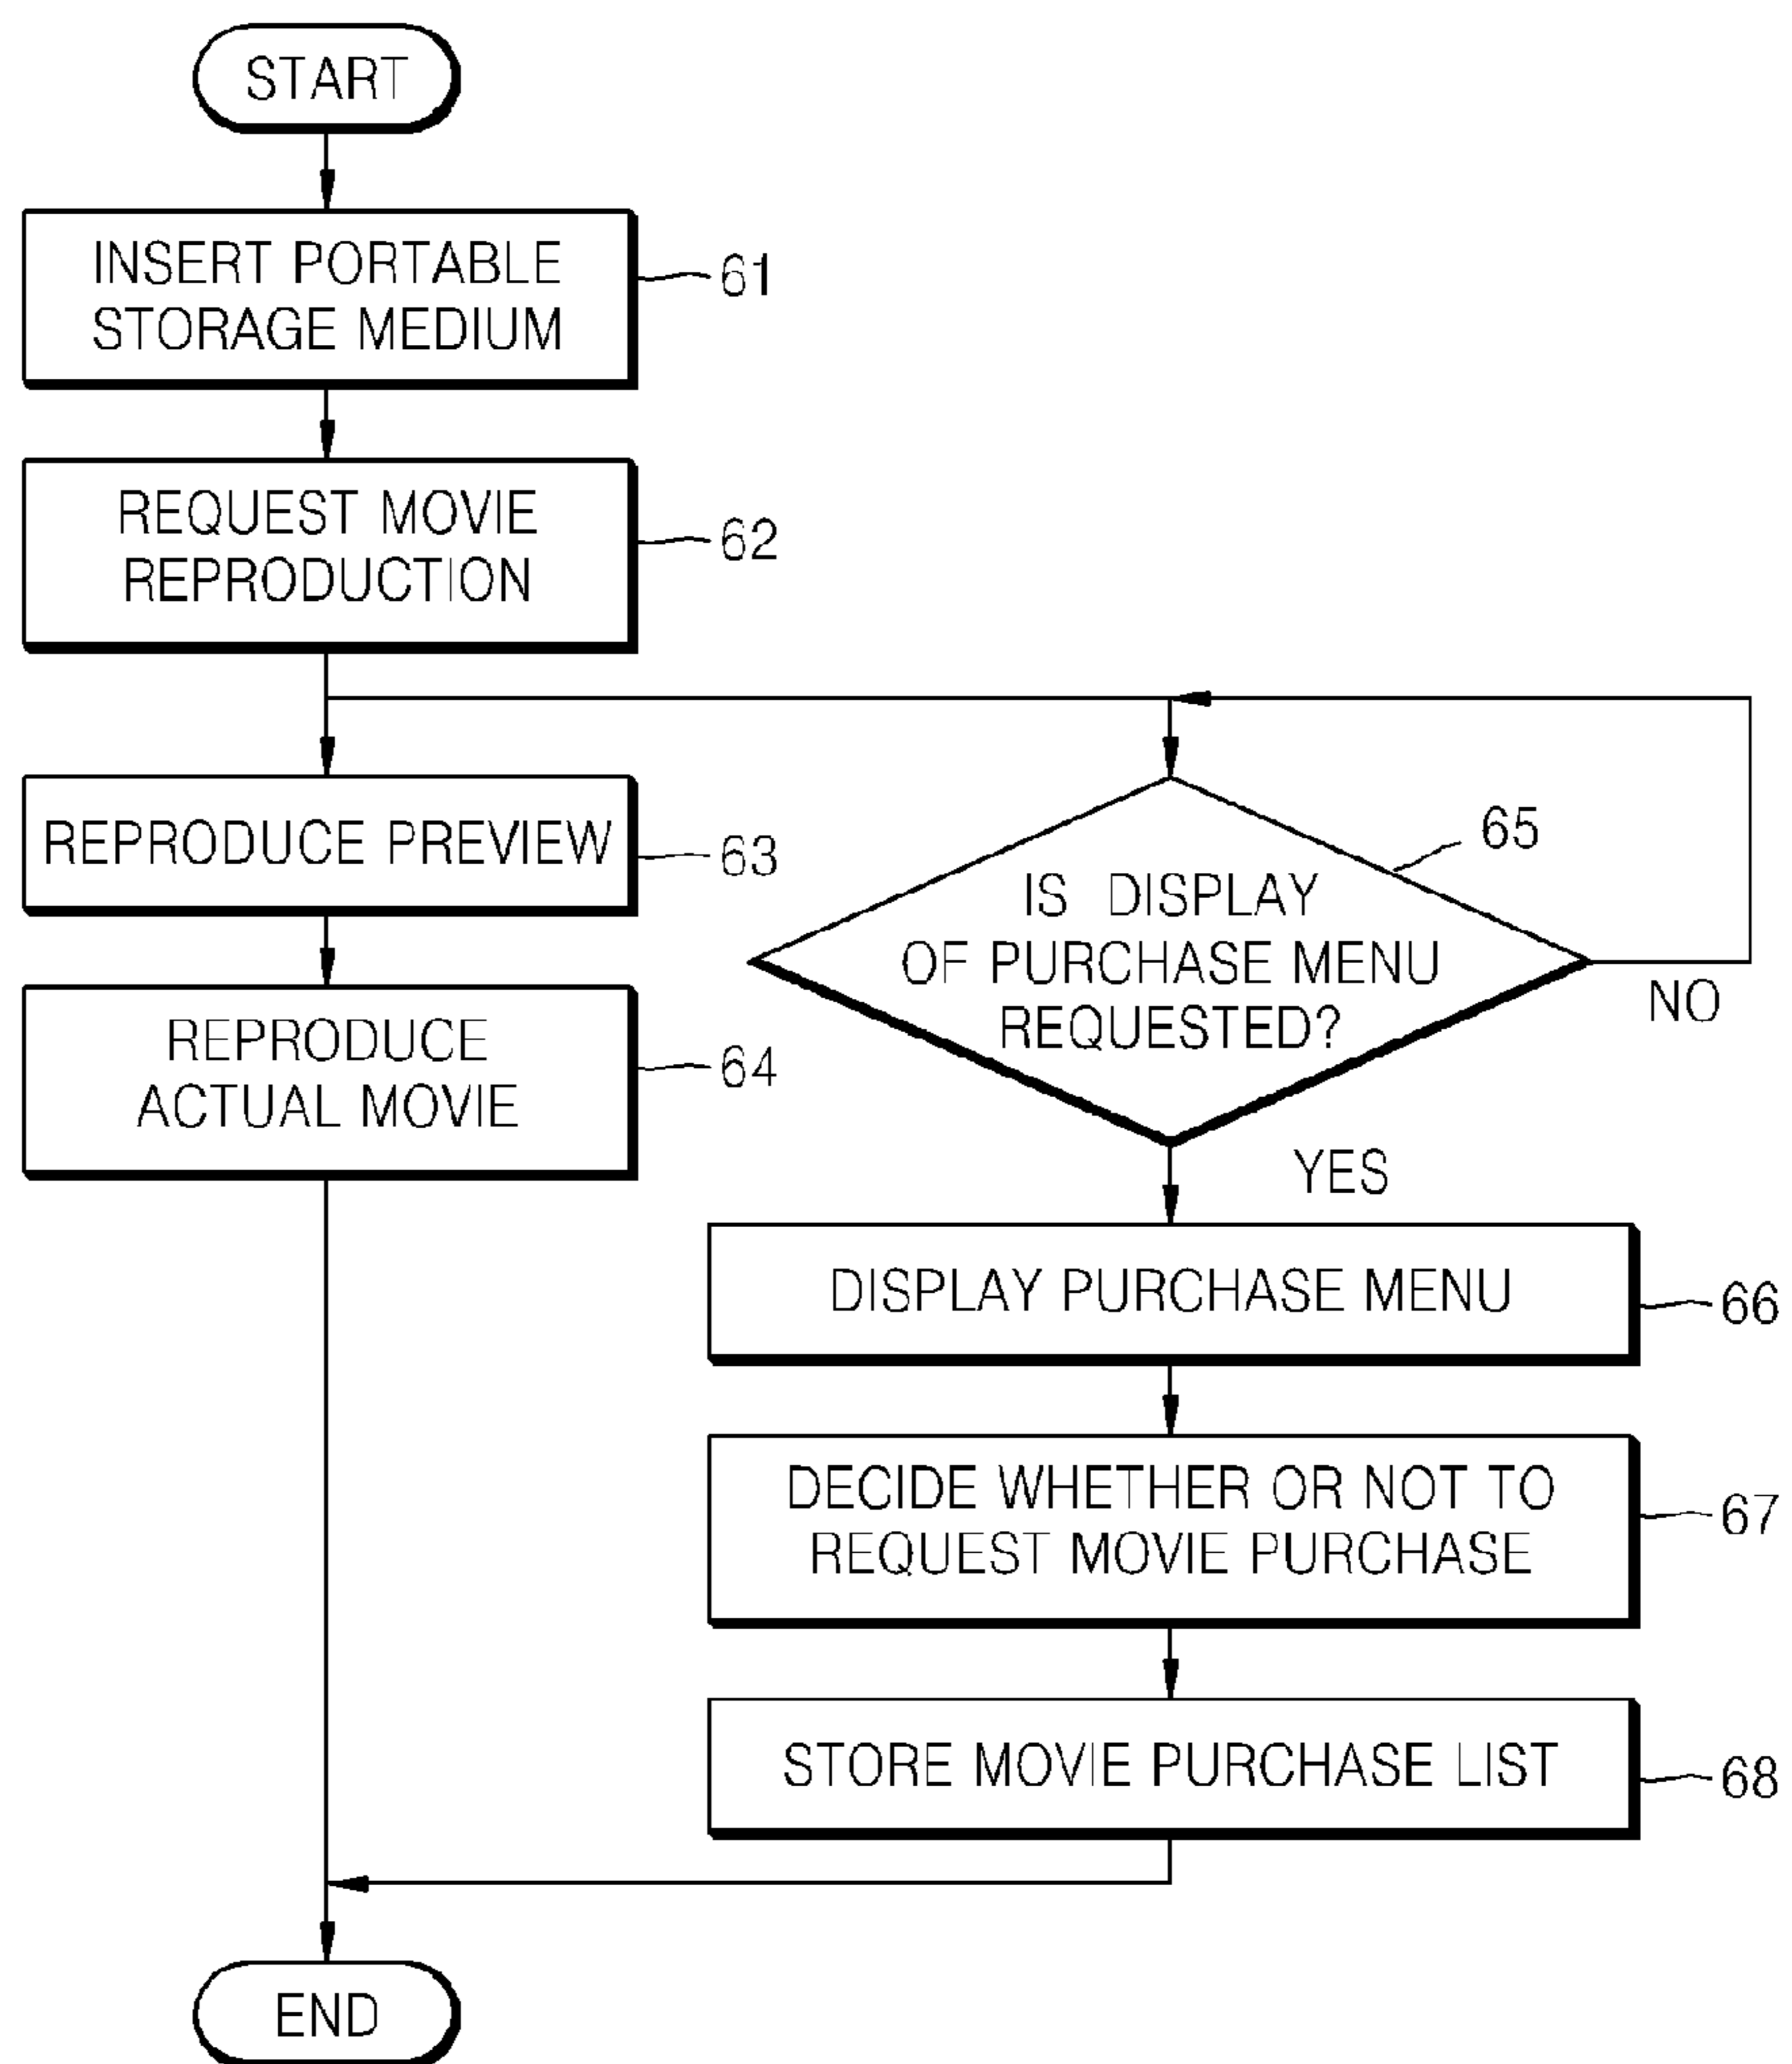 START
INSERT PORTABLE
STORAGE MEDIUM
61
REQUEST MOVIE
REPRODUCTION
62
REPRODUCE PREVIEW
63
REPRODUCE
ACTUAL MOVIE
64
IS DISPLAY
OF PURCHASE MENU
REQUESTED?
65
NO
YES
DISPLAY PURCHASE MENU
66
DECIDE WHETHER OR NOT TO
REQUEST MOVIE PURCHASE
67
STORE MOVIE PURCHASE LIST
68
END